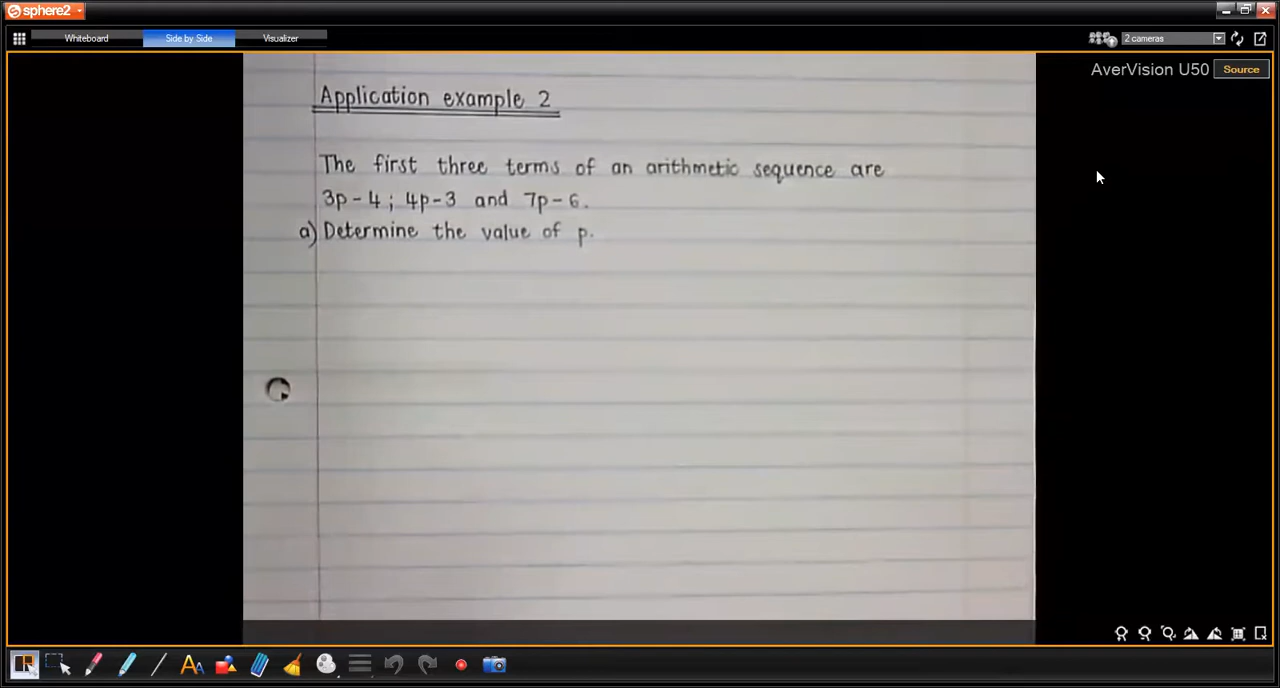 sphere2
Whiteboard
Side by Side
Visualizer
2 cameras
AverVision U50
Source
Application example 2
The first three terms of an arithmetic sequence are
3p - 4 ; 4p - 3 and 7p - 6.
a) Determine the value of p.